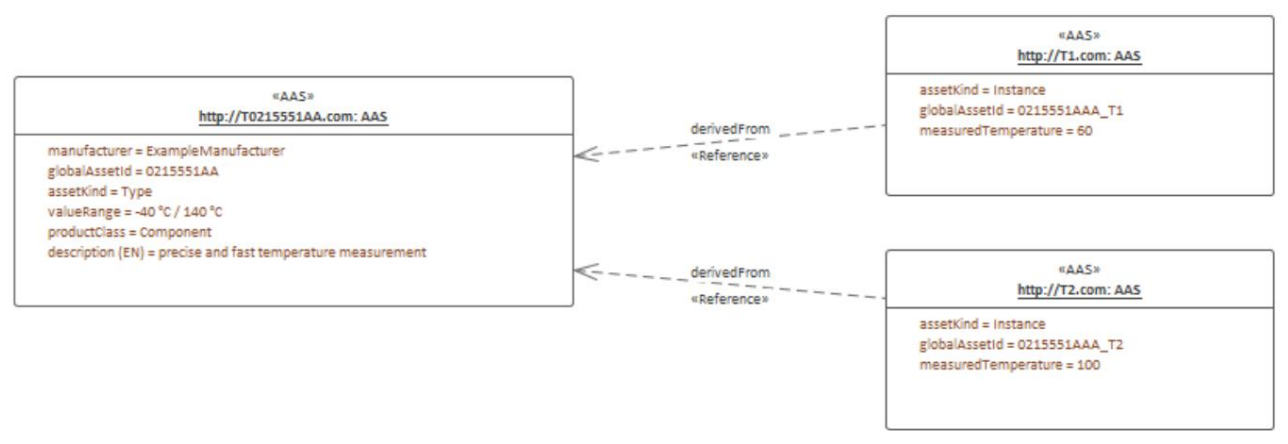 «AAS»
http://T0215551AA.com: AAS
manufacturer = ExampleManufacturer
globalAssetId = 0215551AA
assetKind = Type
valueRange = -40 °C / 140 °C
productClass = Component
description (EN) = precise and fast temperature measurement
derivedFrom
«Reference»
«AAS»
http://T1.com: AAS
assetKind = Instance
globalAssetId = 0215551AAA_T1
measuredTemperature = 60
derivedFrom
«Reference»
«AAS»
http://T2.com: AAS
assetKind = Instance
globalAssetId = 0215551AAA_T2
measuredTemperature = 100